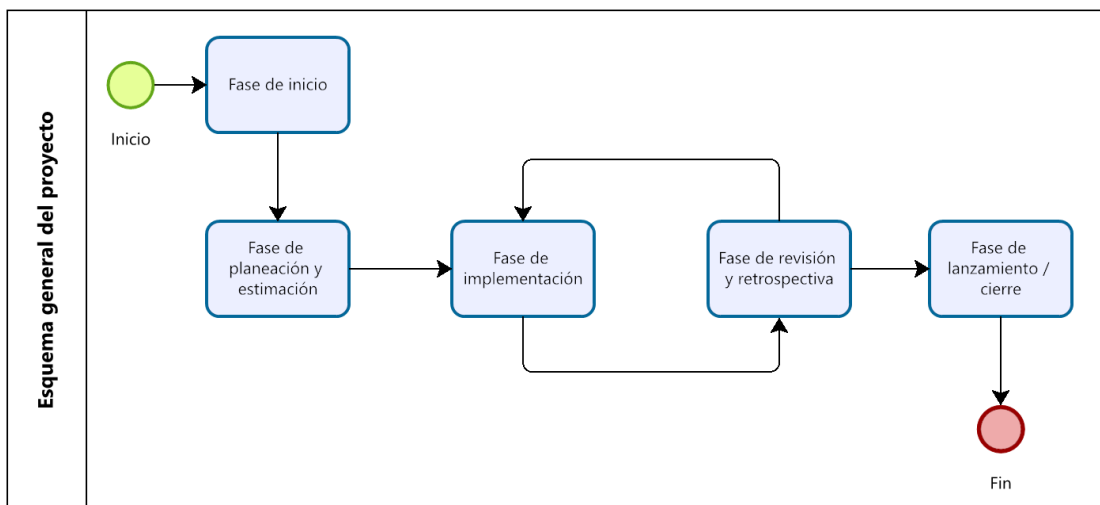 Esquema general del proyecto
Inicio
Fase de inicio
Fase de
planeación y
estimación
Fase de
implementación
Fase de revisión
y retrospectiva
Fase de
lanzamiento /
cierre
Fin